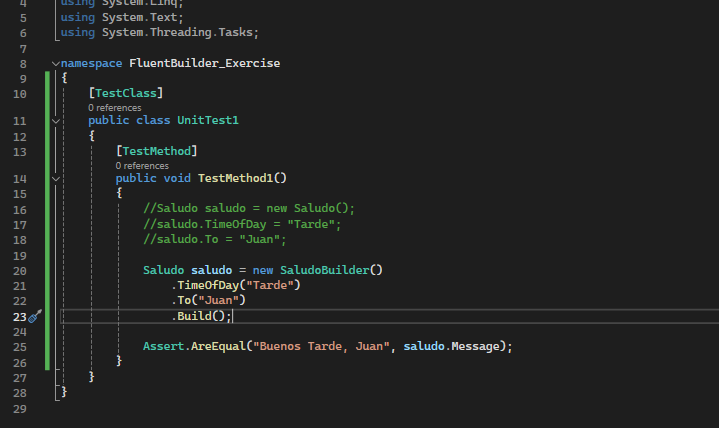 4 using System.Linq;
5 using System.Text;
6 using System.Threading.Tasks;
7
8 namespace FluentBuilder_Exercise
9 {
10 [TestClass]
0 references
11 public class UnitTest1
12 {
13 [TestMethod]
0 references
14 public void TestMethod1()
15 {
16 //Saludo saludo = new Saludo();
17 //saludo.TimeOfDay = "Tarde";
18 //saludo.To = "Juan";
19
20 Saludo saludo = new SaludoBuilder()
21 .TimeOfDay("Tarde")
22 .To("Juan")
23 .Build();
24
25 Assert.AreEqual("Buenos Tarde, Juan", saludo.Message);
26 }
27 }
28 }
29